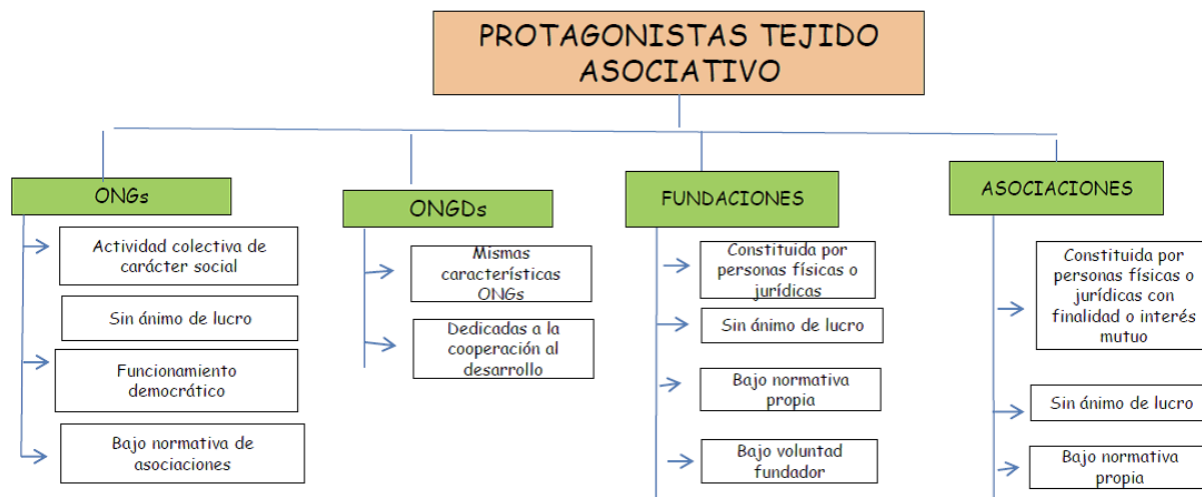 PROTAGONISTAS TEJIDO
ASOCIATIVO
ONGs
Actividad colectiva de
carácter social
Sin ánimo de lucro
Funcionamiento
democrático
Bajo normativa de
asociaciones
ONGDs
Mismas
características
ONGs
Dedicadas a la
cooperación al
desarrollo
FUNDACIONES
Constituida por
personas físicas o
jurídicas
Sin ánimo de lucro
Bajo normativa
propia
Bajo voluntad
fundador
ASOCIACIONES
Constituida por
personas físicas o
jurídicas con
finalidad o interés
mutuo
Sin ánimo de lucro
Bajo normativa
propia